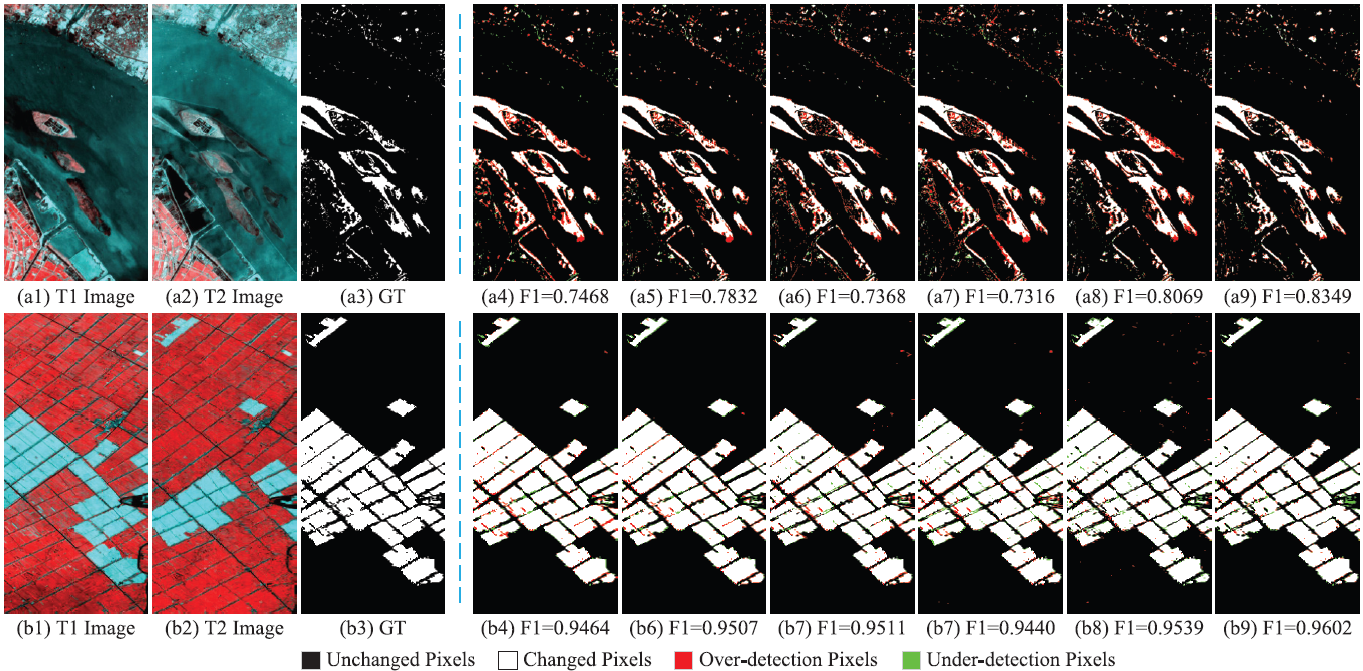 (a1) T1 Image (a2) T2 Image (a3) GT (a4) F1=0.7468 (a5) F1=0.7832 (a6) F1=0.7368 (a7) F1=0.7316 (a8) F1=0.8069 (a9) F1=0.8349
(b1) T1 Image (b2) T2 Image (b3) GT (b4) F1=0.9464 (b6) F1=0.9507 (b7) F1=0.9511 (b7) F1=0.9440 (b8) F1=0.9539 (b9) F1=0.9602
Unchanged Pixels Changed Pixels Over-detection Pixels Under-detection Pixels